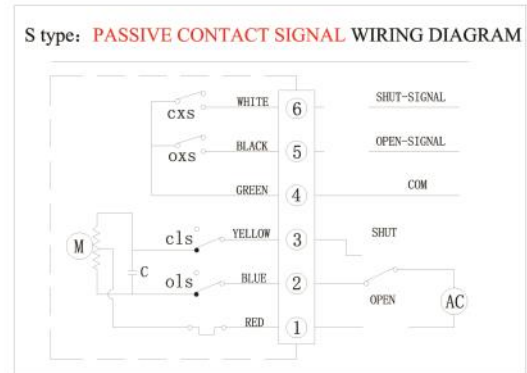 S type: PASSIVE CONTACT SIGNAL WIRING DIAGRAM
cxs WHITE 6 SHUT-SIGNAL
oxs BLACK 5 OPEN-SIGNAL
GREEN 4 COM
M cls YELLOW 3 SHUT
C ols BLUE 2 OPEN AC
RED 1